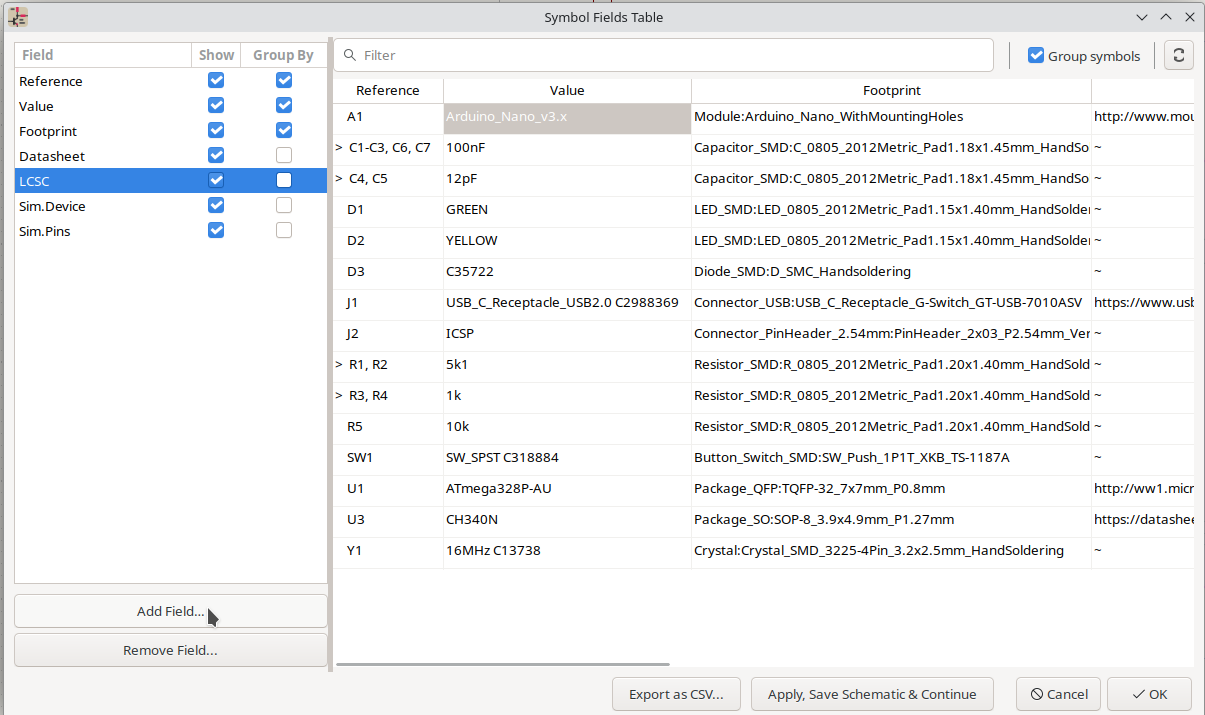 Symbol Fields Table
Field Show Group By
Reference
Value
Footprint
Datasheet
LCSC
Sim.Device
Sim.Pins
Add Field...
Remove Field...
Filter
Group symbols
Reference Value Footprint
A1 Arduino_Nano_v3.x Module:Arduino_Nano_WithMountingHoles http://www.mou
> C1-C3, C6, C7 100nF Capacitor_SMD:C_0805_2012Metric_Pad1.18x1.45mm_HandSo ~
> C4, C5 12pF Capacitor_SMD:C_0805_2012Metric_Pad1.18x1.45mm_HandSo ~
D1 GREEN LED_SMD:LED_0805_2012Metric_Pad1.15x1.40mm_HandSolder ~
D2 YELLOW LED_SMD:LED_0805_2012Metric_Pad1.15x1.40mm_HandSolder ~
D3 C35722 Diode_SMD:D_SMC_Handsoldering ~
J1 USB_C_Receptacle_USB2.0 C2988369 Connector_USB:USB_C_Receptacle_G-Switch_GT-USB-7010ASV https://www.usb
J2 ICSP Connector_PinHeader_2.54mm:PinHeader_2x03_P2.54mm_Ver ~
> R1, R2 5k1 Resistor_SMD:R_0805_2012Metric_Pad1.20x1.40mm_HandSold ~
> R3, R4 1k Resistor_SMD:R_0805_2012Metric_Pad1.20x1.40mm_HandSold ~
R5 10k Resistor_SMD:R_0805_2012Metric_Pad1.20x1.40mm_HandSold ~
SW1 SW_SPST C318884 Button_Switch_SMD:SW_Push_1P1T_XKB_TS-1187A ~
U1 ATmega328P-AU Package_QFP:TQFP-32_7x7mm_P0.8mm http://ww1.micr
U3 CH340N Package_SO:SOP-8_3.9x4.9mm_P1.27mm https://datashee
Y1 16MHz C13738 Crystal:Crystal_SMD_3225-4Pin_3.2x2.5mm_HandSoldering ~
Export as CSV... Apply, Save Schematic & Continue Cancel OK